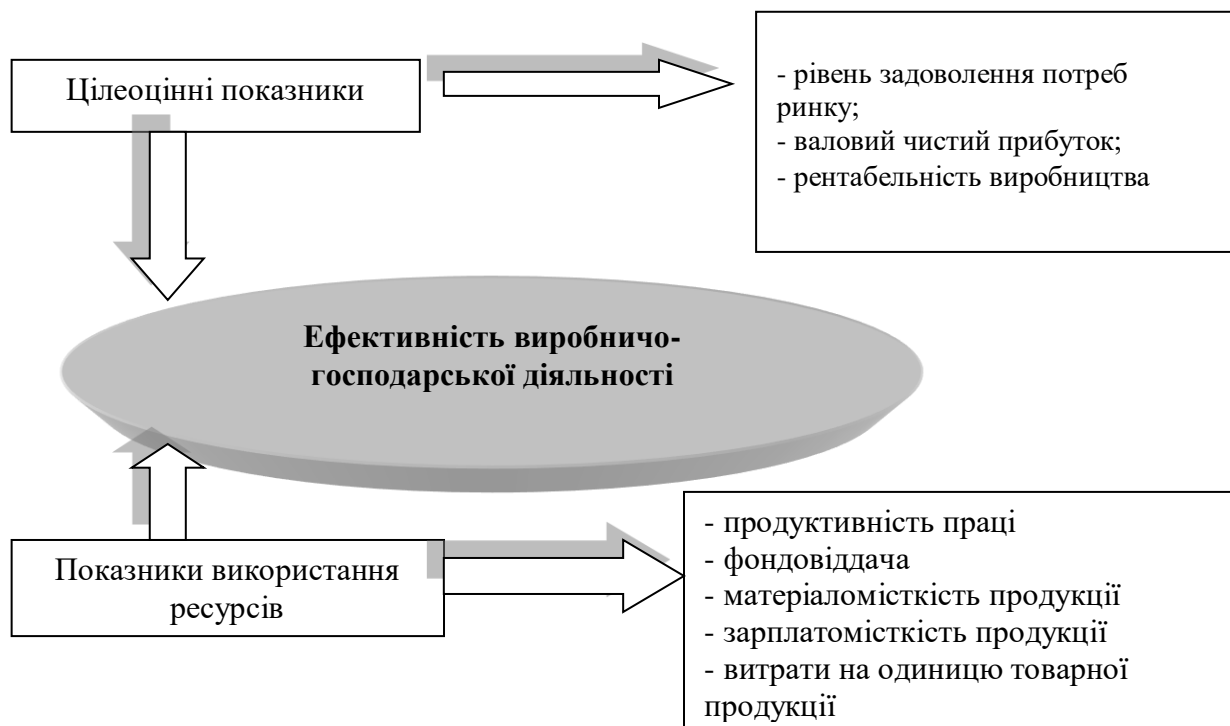 Цілеоцінні показники
- рівень задоволення потреб
ринку;
- валовий чистий прибуток;
- рентабельність виробництва
Ефективність виробничо-
господарської діяльності
Показники використання
ресурсів
- продуктивність праці
- фондовіддача
- матеріаломісткість продукції
- зарплатомісткість продукції
- витрати на одиницю товарної
продукції